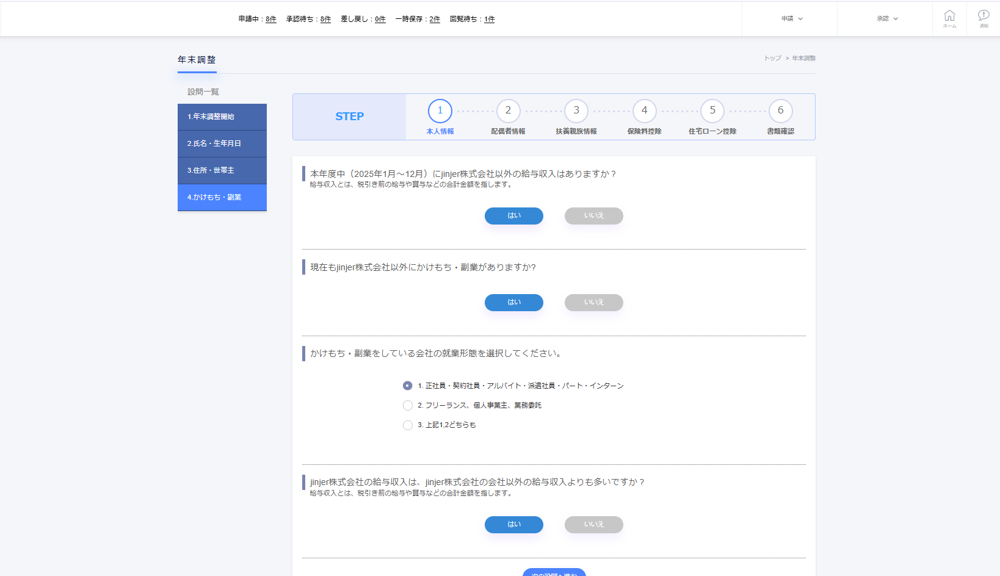 申請中：8件 承認待ち：8件 差し戻し：0件 一時保存：2件 回覧待ち：1件
申請
承認
ホーム
通知
年末調整
トップ > 年末調整
設問一覧
1.年末調整開始
2.氏名・生年月日
3.住所・世帯主
4.かけもち・副業
STEP
1 2 3 4 5 6
本人情報 配偶者情報 扶養親族情報 保険料控除 住宅ローン控除 書類確認
本年度中（2025年1月～12月）にjinjer株式会社以外の給与収入はありますか？
給与収入とは、税引き前の給与や賞与などの合計金額を指します。
はい いいえ
現在もjinjer株式会社以外にかけもち・副業がありますか?
はい いいえ
かけもち・副業をしている会社の就業形態を選択してください。
1. 正社員・契約社員・アルバイト・派遣社員・パート・インターン
2. フリーランス、個人事業主、業務委託
3. 上記1,2どちらも
jinjer株式会社の給与収入は、jinjer株式会社の会社以外の給与収入よりも多いですか？
給与収入とは、税引き前の給与や賞与などの合計金額を指します。
はい いいえ
次の設問へ進む